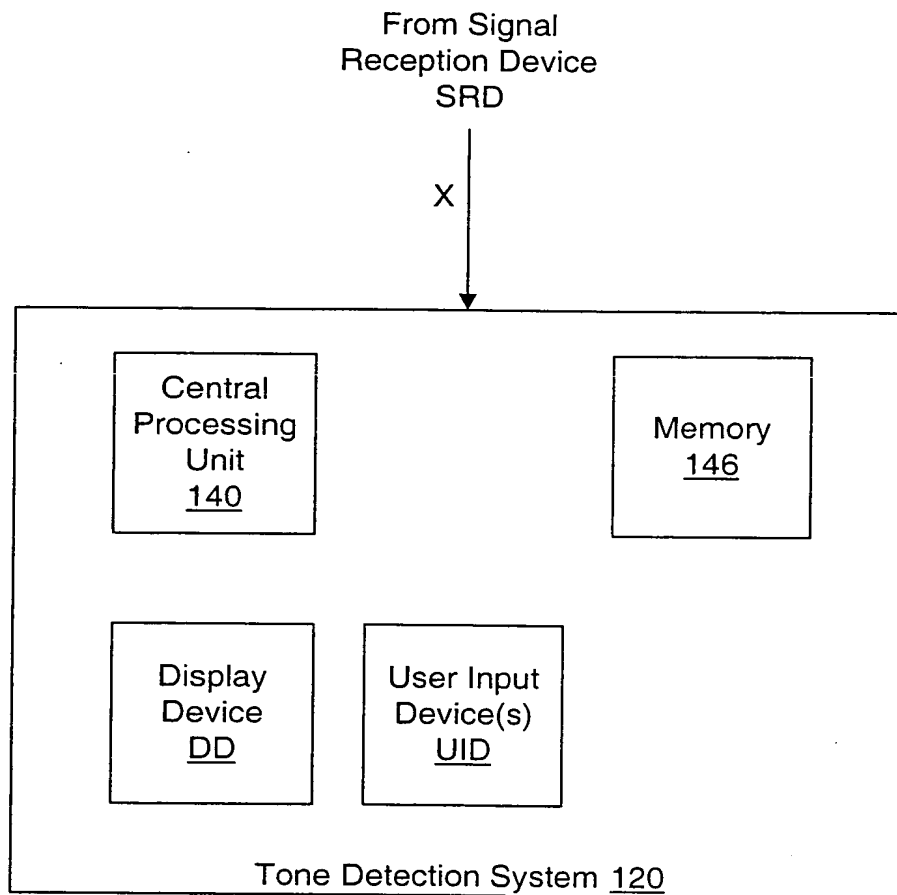 From Signal
Reception Device
SRD
X
Central
Processing
Unit
140
Memory
146
Display
Device
DD
User Input
Device(s)
UID
Tone Detection System 120